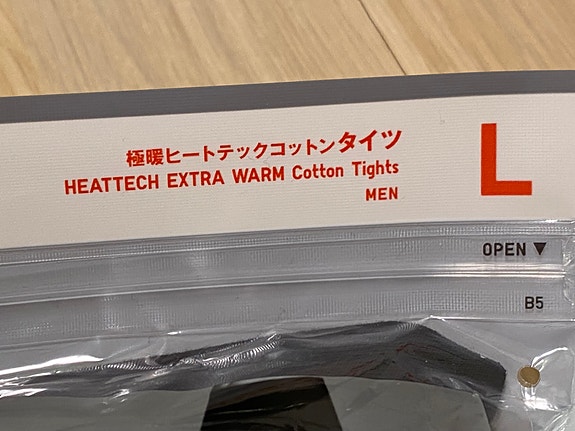 極暖ヒートテックコットンタイツ
HEATTECH EXTRA WARM Cotton Tights
MEN
L
OPEN ▼
B5